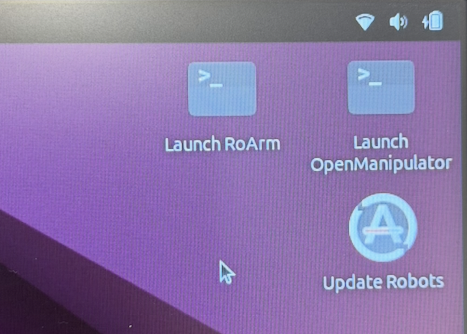 >_
>_
Launch RoArm
Launch
OpenManipulator
A
Update Robots